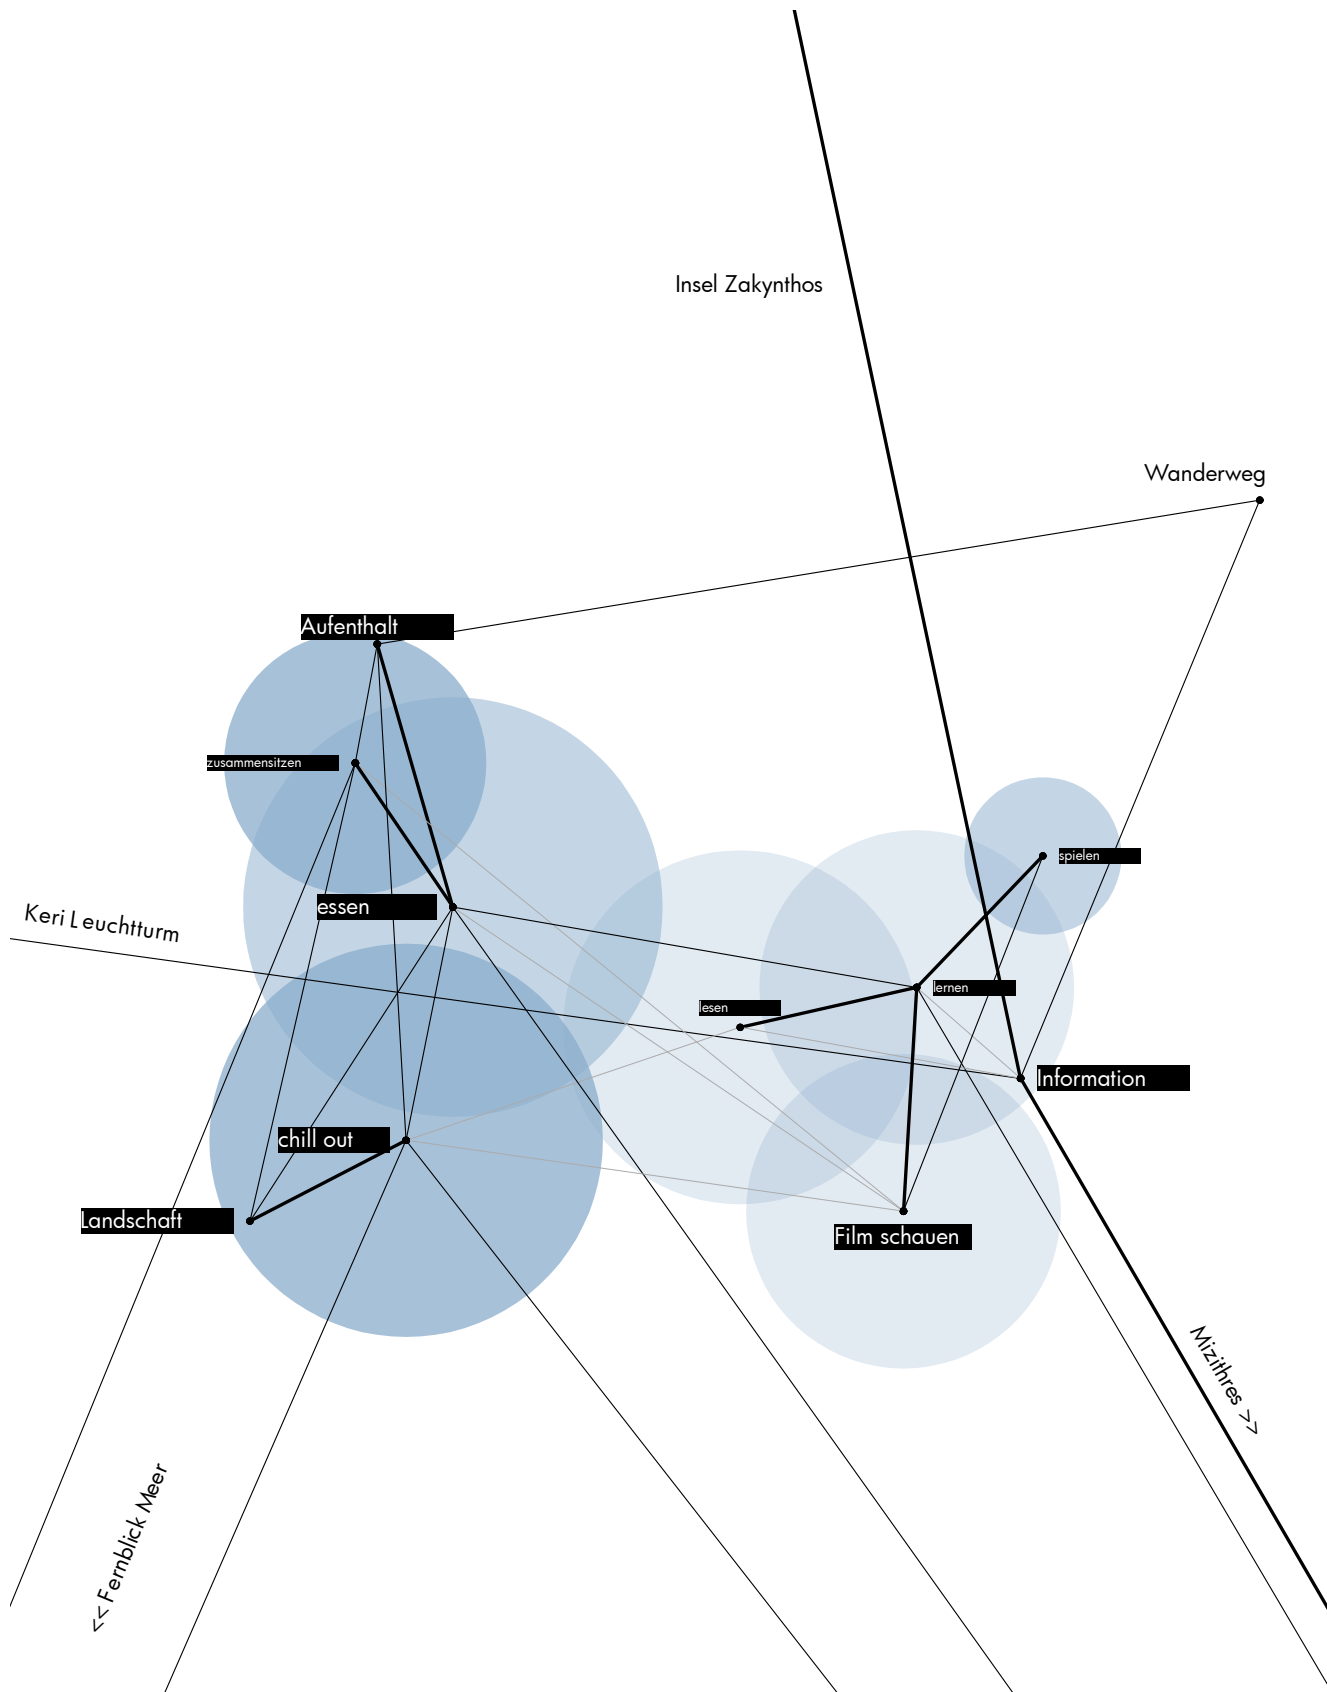 Insel Zakynthos
Wanderweg
Aufenthalt
zusammensitzen
spielen
essen
Keri Leuchtturm
lernen
lesen
Information
chill out
Landschaft
Film schauen
Mizithres >>
<< Fernblick Meer